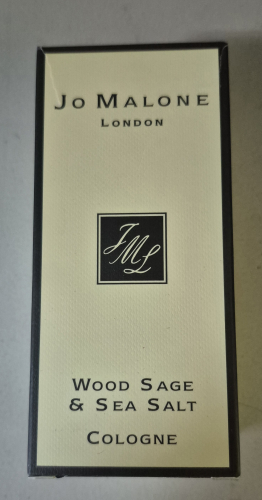 JO MALONE
LONDON
JML
WOOD SAGE
& SEA SALT
COLOGNE